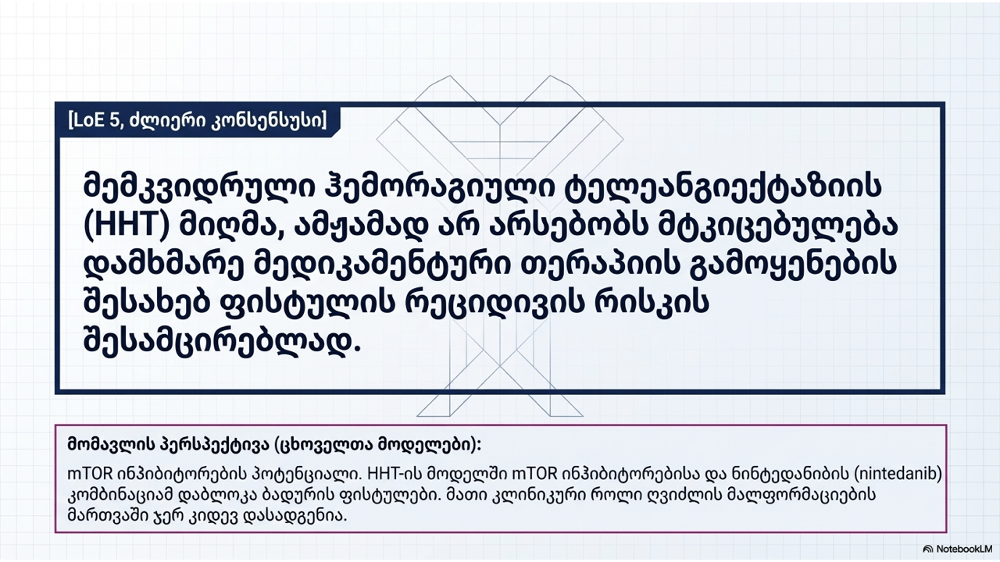 [LoE 5, ძლიერი კონსენსუსი]
მემკვიდრული ჰემორაგიული ტელეანგიექტაზიის
(HHT) მიღმა, ამჟამად არ არსებობს მტკიცებულება
დამხმარე მედიკამენტური თერაპიის გამოყენების
შესახებ ფისტულის რეციდივის რისკის
შესამცირებლად.
მომავლის პერსპექტივა (ცხოველთა მოდელები):
mTOR ინჰიბიტორების პოტენციალი. HHT-ის მოდელში mTOR ინჰიბიტორებისა და ნინტედანიბის (nintedanib)
კომბინაციამ დაბლოკა ბადურის ფისტულები. მათი კლინიკური როლი ღვიძლის მალფორმაციების
მართვაში ჯერ კიდევ დასადგენია.
NotebookLM